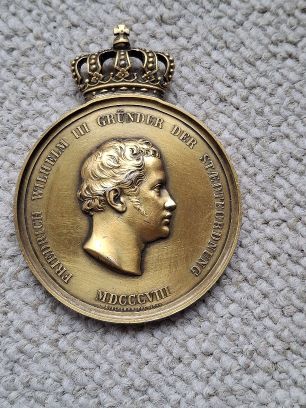 FRIEDRICH WILHELM III GRÜNDER DER STÄDTEORDNUNG
MDCCCVIII